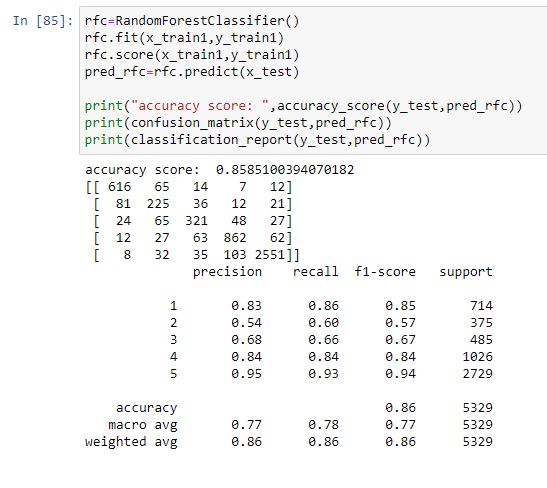 In [85]: rfc=RandomForestClassifier()
rfc.fit(x_train1,y_train1)
rfc.score(x_train1,y_train1)
pred_rfc=rfc.predict(x_test)
print("accuracy score: ",accuracy_score(y_test,pred_rfc))
print(confusion_matrix(y_test,pred_rfc))
print(classification_report(y_test,pred_rfc))
accuracy score:  0.8585100394070182
[[ 616   65   14    7   12]
 [  81  225   36   12   21]
 [  24   65  321   48   27]
 [  12   27   63  862   62]
 [   8   32   35  103 2551]]
              precision    recall  f1-score   support
           1       0.83      0.86      0.85       714
           2       0.54      0.60      0.57       375
           3       0.68      0.66      0.67       485
           4       0.84      0.84      0.84      1026
           5       0.95      0.93      0.94      2729
    accuracy                           0.86      5329
   macro avg       0.77      0.78      0.77      5329
weighted avg       0.86      0.86      0.86      5329